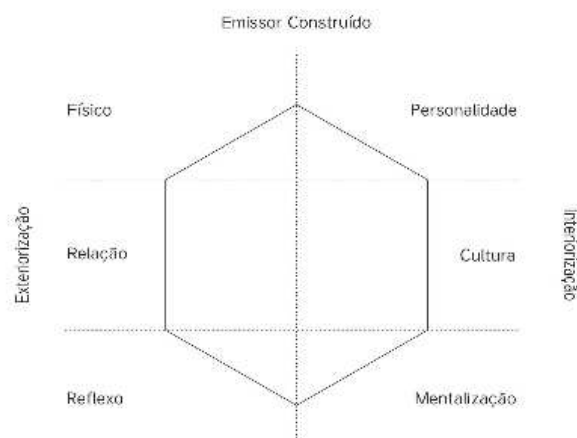 Emissor Construído
Físico
Personalidade
Exteriorização
Relação
Cultura
Interiorização
Reflexo
Mentalização